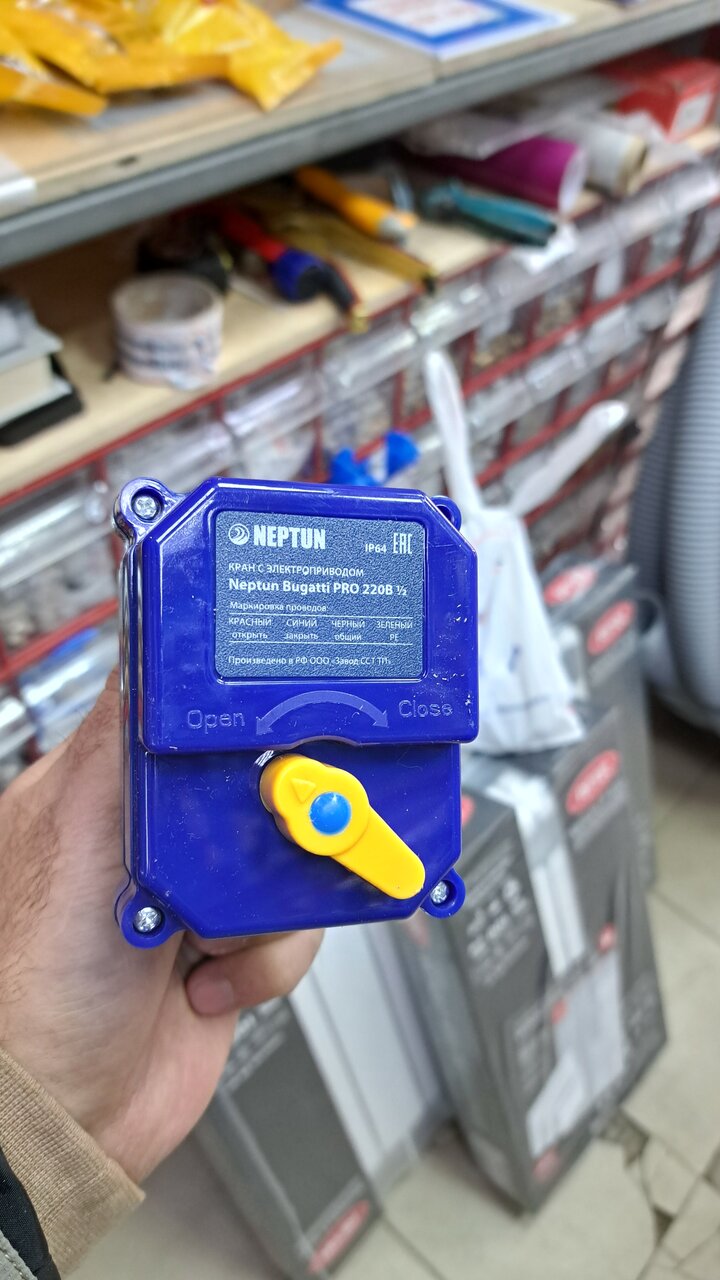 NEPTUN
IP64 EAC
КРАН С ЭЛЕКТРОПРИВОДОМ
Neptun Bugatti PRO 220В ½
Маркировка проводов
КРАСНЫЙ СИНИЙ ЧЕРНЫЙ ЗЕЛЕНЫЙ
открыть закрыть общий PE
Произведено в РФ ООО «Завод ССТ ТП»
Open Close